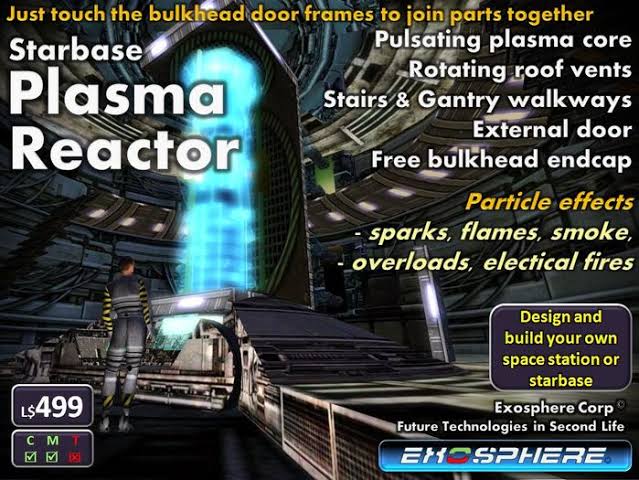 Just touch the bulkhead door frames to join parts together
Starbase
Plasma
Reactor
Pulsating plasma core
Rotating roof vents
Stairs & Gantry walkways
External door
Free bulkhead endcap
Particle effects
- sparks, flames, smoke,
- overloads, electical fires
Design and
build your own
space station or
starbase
L$499
C M T
Exosphere Corp ©
Future Technologies in Second Life
EXOSPHERE